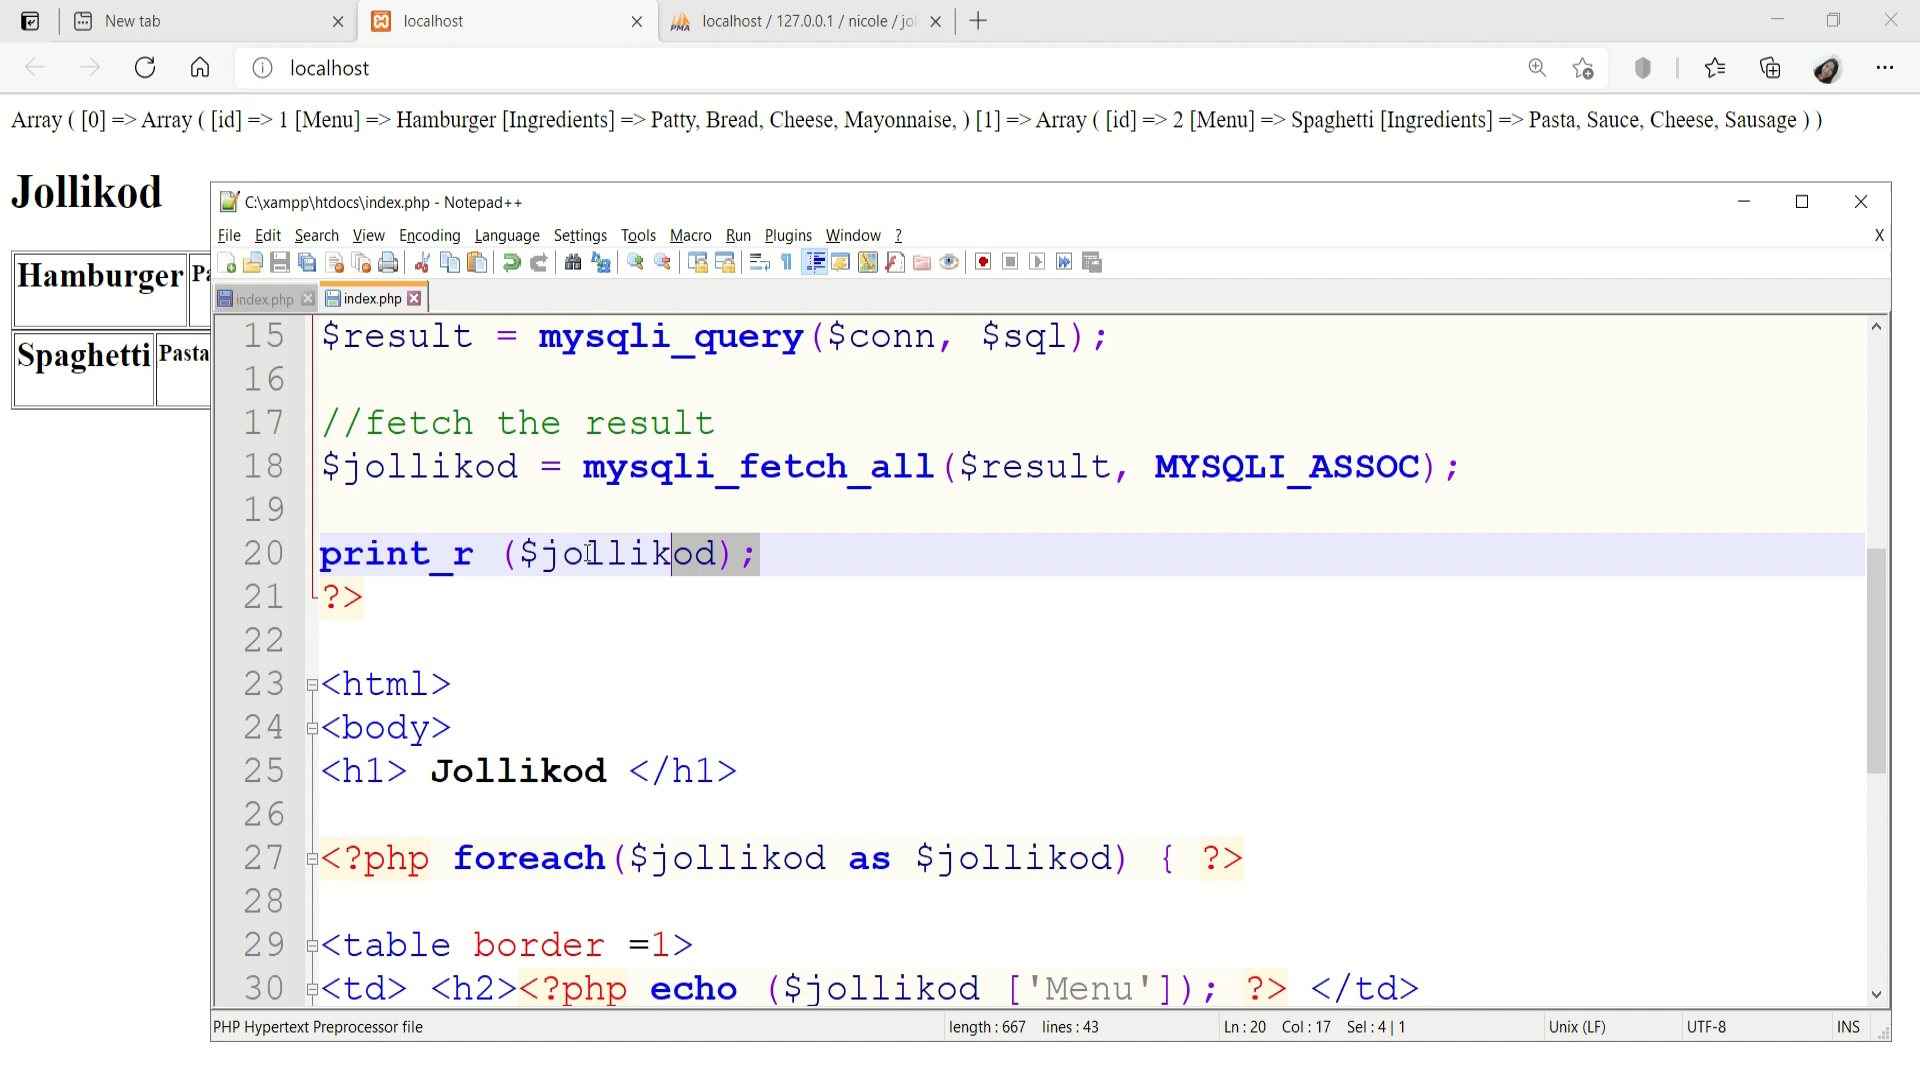 New tab
localhost
localhost / 127.0.0.1 / nicole / jol
localhost
Array ( [0] => Array ( [id] => 1 [Menu] => Hamburger [Ingredients] => Patty, Bread, Cheese, Mayonnaise, ) [1] => Array ( [id] => 2 [Menu] => Spaghetti [Ingredients] => Pasta, Sauce, Cheese, Sausage ) )
Jollikod
Hamburger Pa
Spaghetti Pasta
C:\xampp\htdocs\index.php - Notepad++
File Edit Search View Encoding Language Settings Tools Macro Run Plugins Window ? X
index.php index.php
15 $result = mysqli_query($conn, $sql);
16
17 //fetch the result
18 $jollikod = mysqli_fetch_all($result, MYSQLI_ASSOC);
19
20 print_r ($jollikod);
21 ?>
22
23 <html>
24 <body>
25 <h1> Jollikod </h1>
26
27 <?php foreach($jollikod as $jollikod) { ?>
28
29 <table border =1>
30 <td> <h2><?php echo ($jollikod ['Menu']); ?> </td>
PHP Hypertext Preprocessor file length : 667 lines : 43 Ln : 20 Col : 17 Sel : 4 | 1 Unix (LF) UTF-8 INS